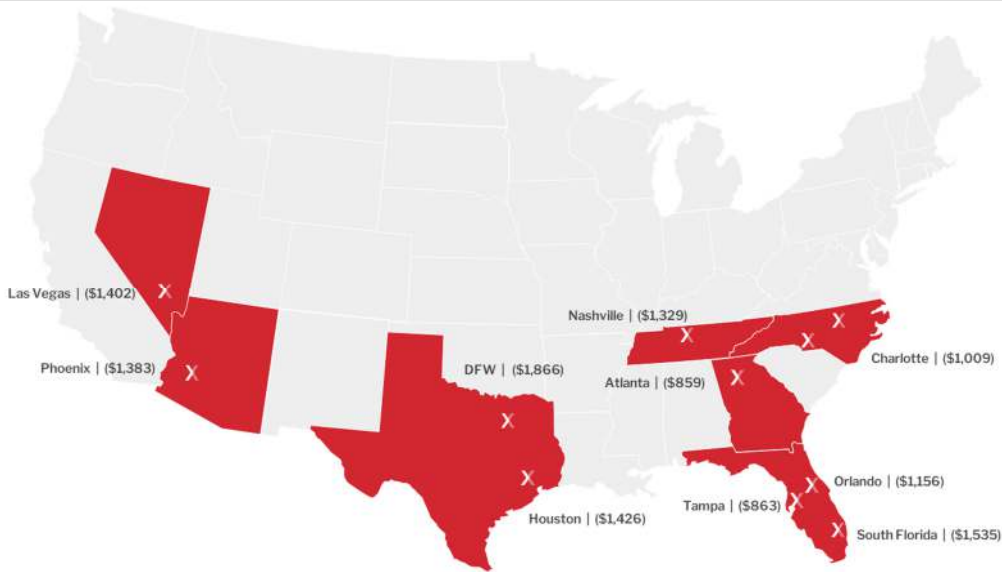 Las Vegas | ($1,402)
Nashville | ($1,329)
Phoenix | ($1,383)
DFW | ($1,866)
Charlotte | ($1,009)
Atlanta | ($859)
Orlando | ($1,156)
Tampa | ($863)
Houston | ($1,426)
South Florida | ($1,535)